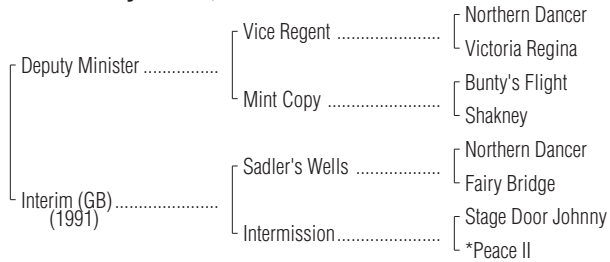 Northern Dancer
Vice Regent ....................
Victoria Regina
Deputy Minister ...............
Bunty's Flight
Mint Copy ......................
Shakney
Northern Dancer
Sadler's Wells .................
Fairy Bridge
Interim (GB) ....................
(1991)
Stage Door Johnny
Intermission ....................
*Peace II